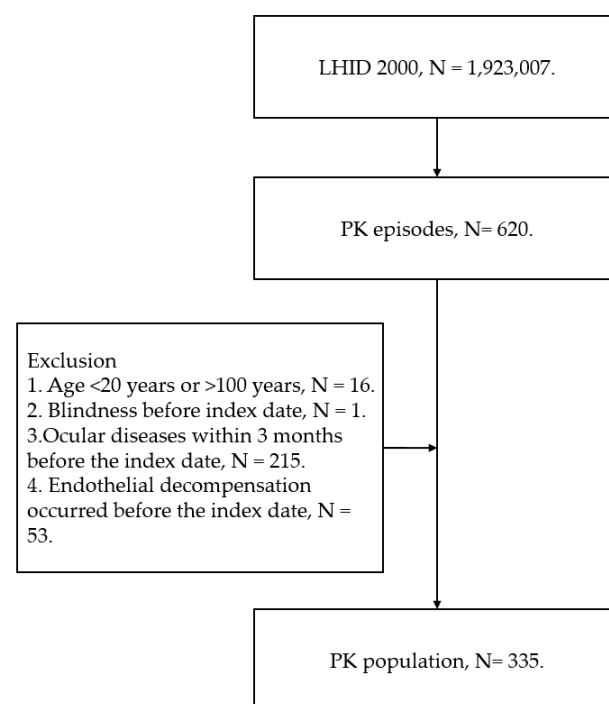 LHID 2000, N = 1,923,007.
PK episodes, N= 620.
Exclusion
1. Age <20 years or >100 years, N = 16.
2. Blindness before index date, N = 1.
3.Ocular diseases within 3 months
before the index date, N = 215.
4. Endothelial decompensation
occurred before the index date, N =
53.
PK population, N= 335.